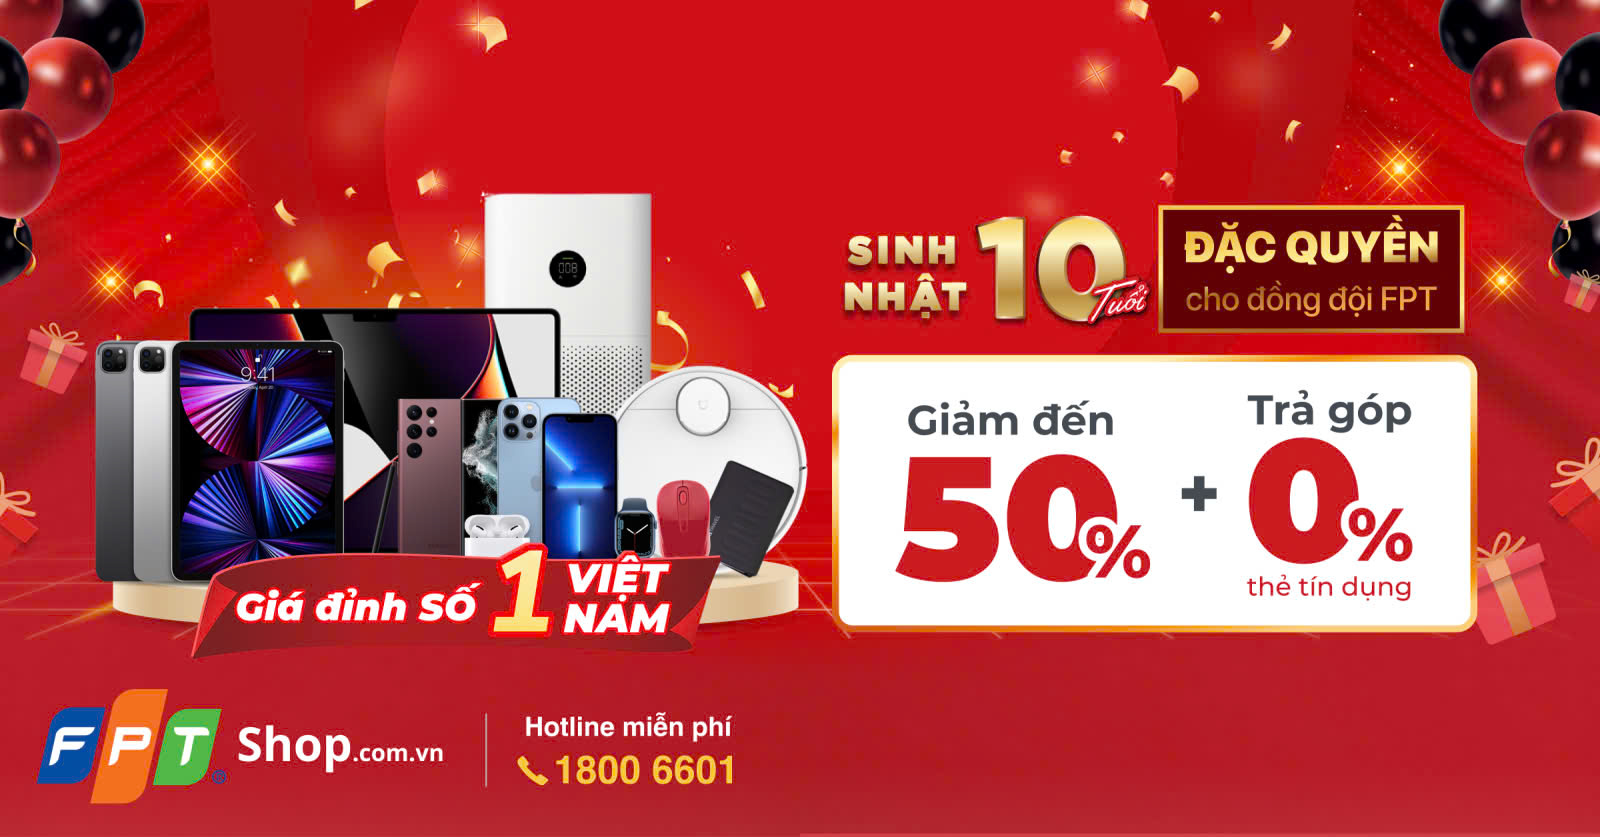 SINH NHẬT 10 Tuổi
ĐẶC QUYỀN
cho đồng đội FPT
Giảm đến
50%
+
Trả góp
0%
thẻ tín dụng
008
9:41
Giá đỉnh SỐ 1 VIỆT NAM
FPT Shop.com.vn
Hotline miễn phí
1800 6601